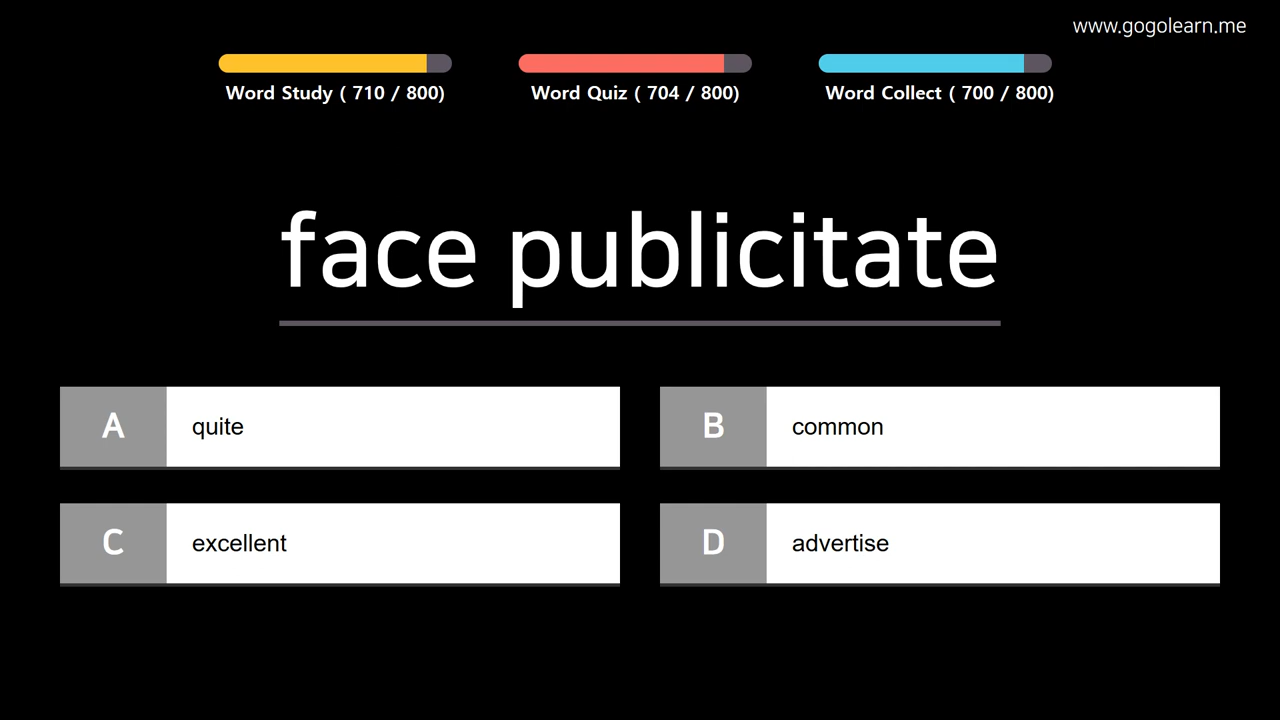 www.gogolearn.me
Word Study ( 710 / 800)
Word Quiz ( 704 / 800)
Word Collect ( 700 / 800)
face publicitate
A quite
B common
C excellent
D advertise